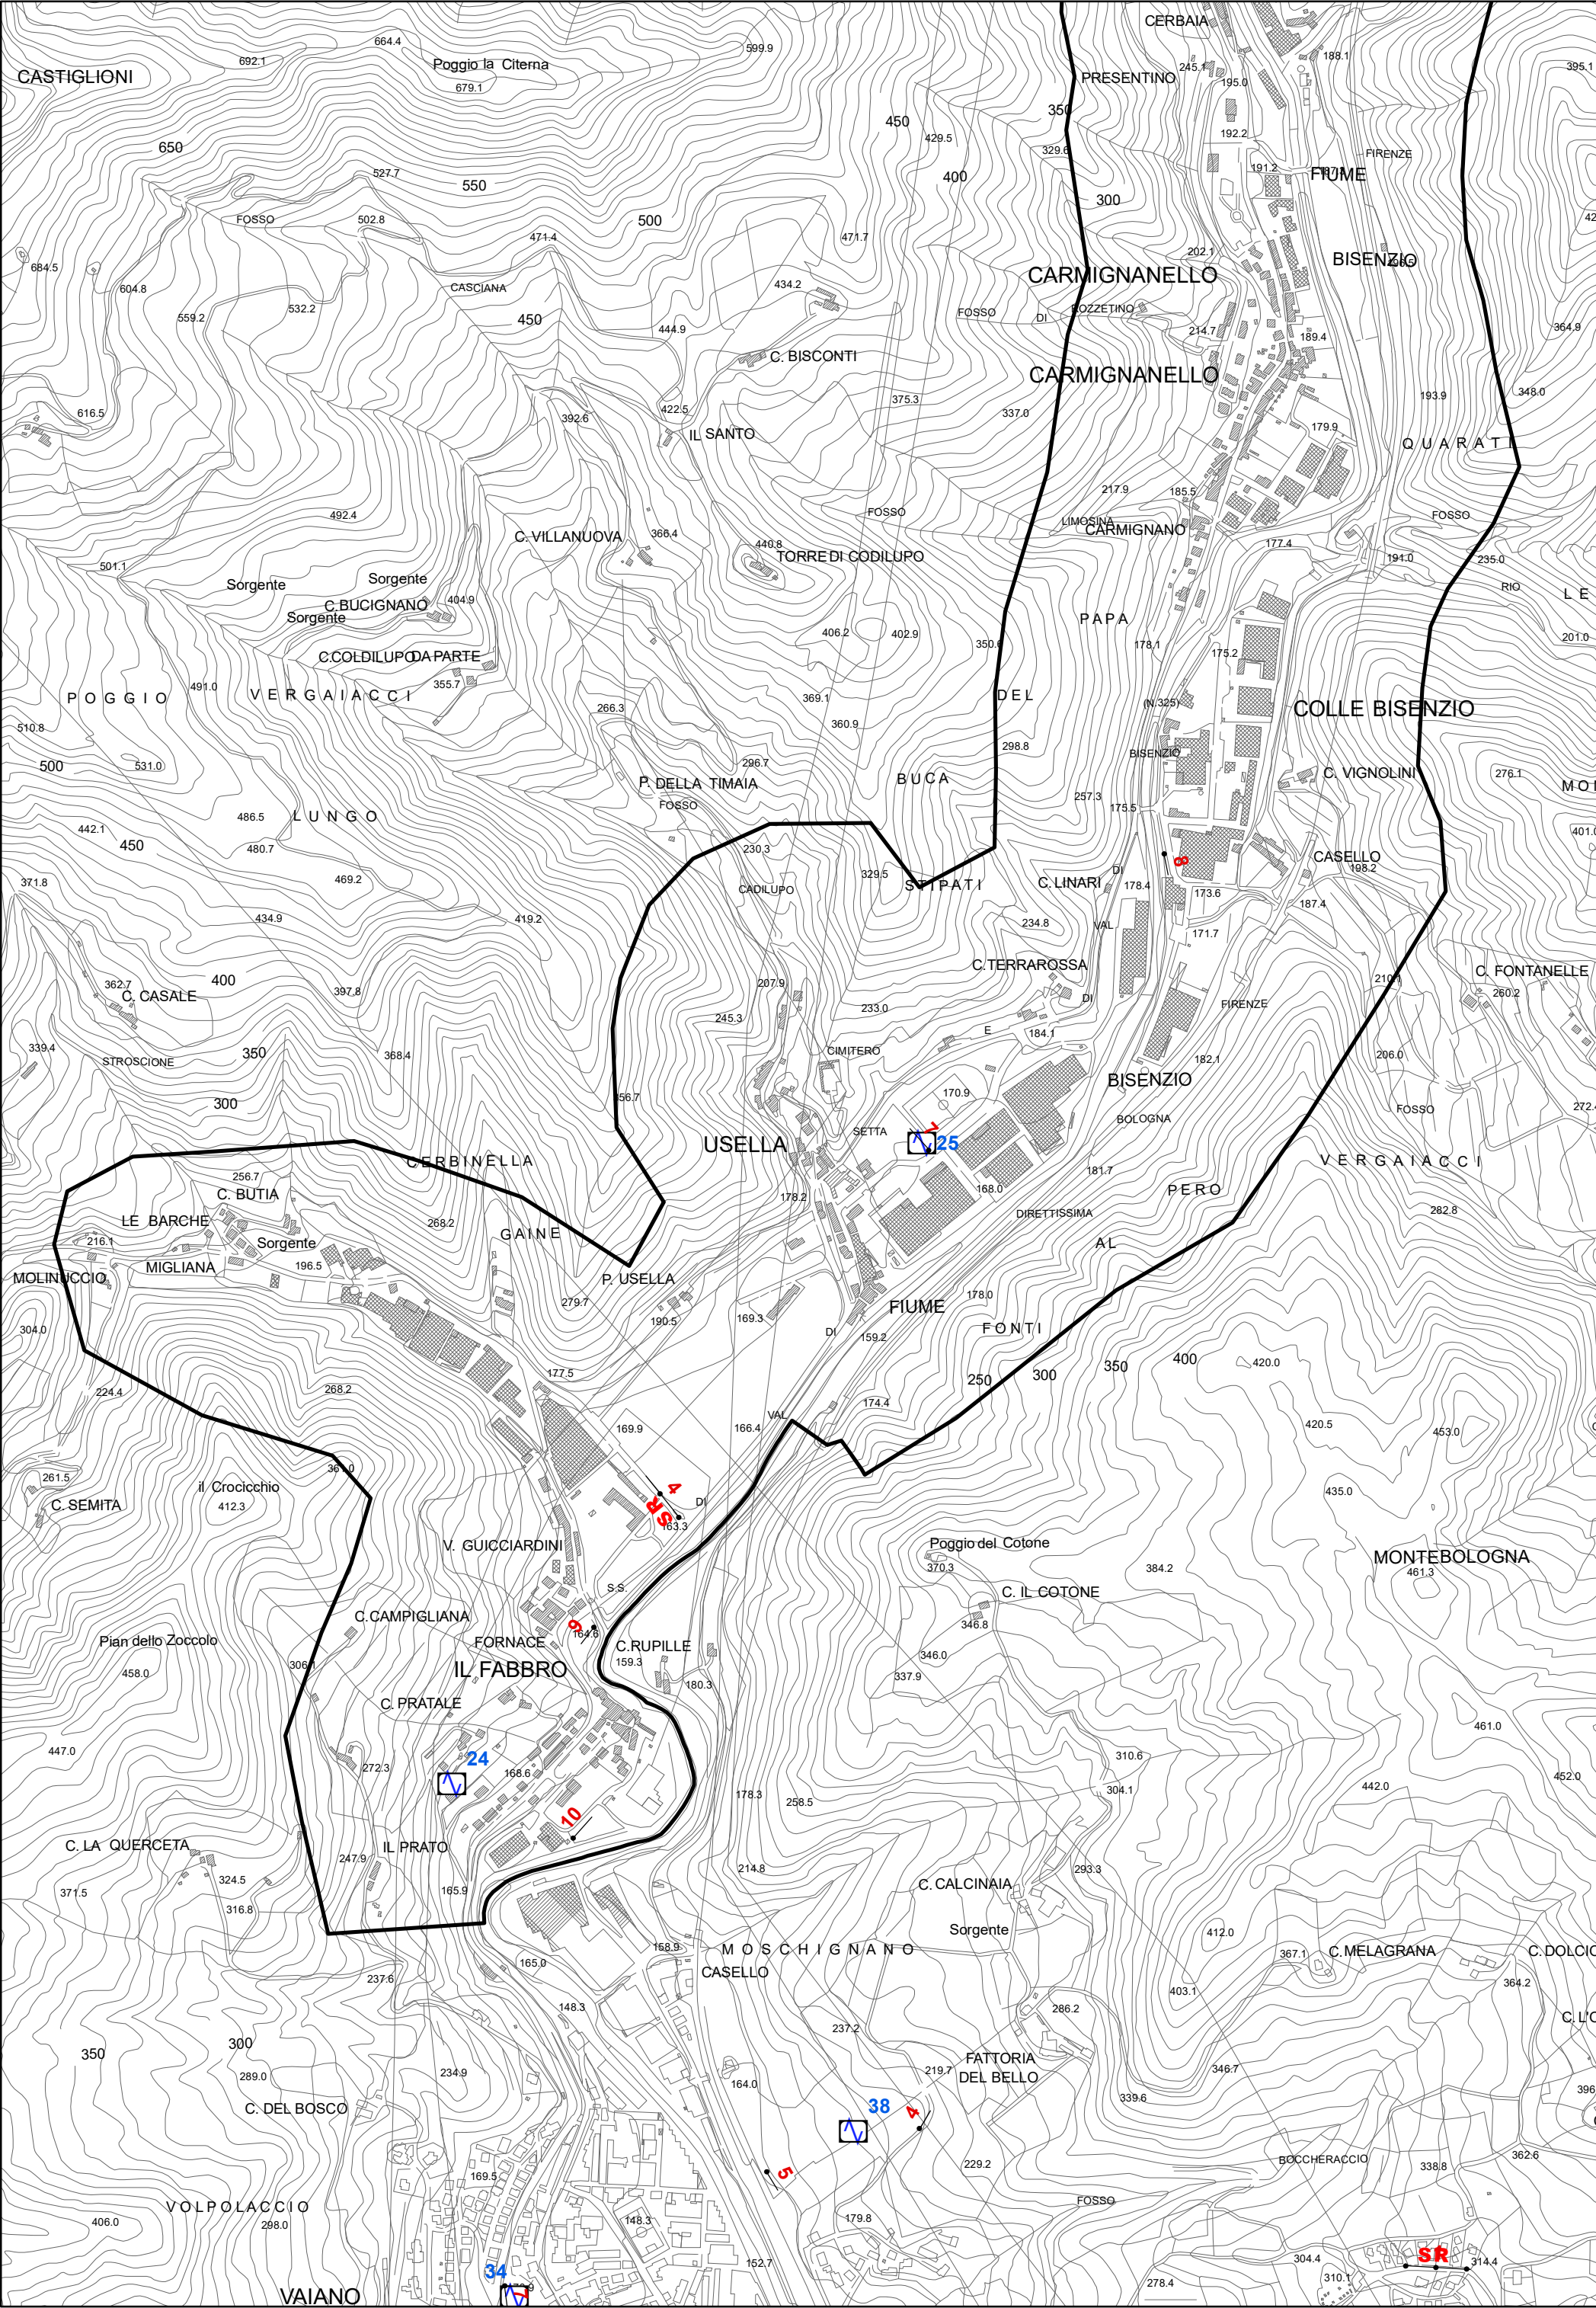 CERBAIA
664.4
599.9
692.1
Poggio la Citerna
188.1
245.1
395.1
CASTIGLIONI
PRESENTINO
679.1
195.0
350
450
429.5
192.2
650
527.7
329.6
FIRENZE
191.2
FIUME
400
550
300
FOSSO
502.8
500
471.4
471.7
202.1
BISENZIO
684.5
CARMIGNANELLO
604.8
CASCIANA
434.2
559.2
532.2
ROZZETINO
FOSSO
DI
450
444.9
214.7
364.9
189.4
C. BISCONTI
CARMIGNANELLO
616.5
392.6
422.5
375.3
337.0
193.9
348.0
IL SANTO
179.9
QUARATI
492.4
217.9
185.5
FOSSO
FOSSO
LIMOSINA
CARMIGNANO
C. VILLANUOVA
366.4
440.8
TORRE DI CODILUPO
177.4
191.0
235.0
501.1
Sorgente
Sorgente
RIO
LE
C.BUCIGNANO
404.9
Sorgente
PAPA
406.2
402.9
201.0
350.6
178.1
175.2
C.COLDILUPO DA PARTE
355.7
491.0
POGGIO
VERGAIACCI
369.1
DEL
266.3
(N.325)
COLLE BISENZIO
510.8
360.9
298.8
BISENZIO
500
531.0
296.7
C. VIGNOLINI
276.1
P. DELLA TIMAIA
BUCA
MO
257.3
FOSSO
175.5
486.5
LUNGO
442.1
450
401.0
480.7
230.3
CASELLO
198.2
371.8
469.2
329.5
STIPATI
DI
CADILUPO
C. LINARI
178.4
173.6
187.4
434.9
419.2
234.8
VAL
171.7
C.TERRAROSSA
C. FONTANELLE
400
362.7
397.8
207.9
210.1
C. CASALE
260.2
DI
FIRENZE
245.3
233.0
E
184.1
339.4
350
368.4
CIMITERO
206.0
STROSCIONE
182.1
BISENZIO
170.9
300
FOSSO
272.
BOLOGNA
SETTA
7
USELLA
25
CERBINELLA
VERGAIACCI
181.7
256.7
C. BUTIA
178.2
168.0
PERO
282.8
LE BARCHE
268.2
DIRETTISSIMA
GAINE
216.1
Sorgente
AL
MIGLIANA
196.5
MOLINUCCIO
P. USELLA
279.7
178.0
FIUME
190.5
169.3
304.0
DI
FONTI
159.2
400
350
420.0
177.5
300
250
224.4
268.2
174.4
VAL
169.9
166.4
420.5
453.0
361.0
261.5
il Crocicchio
4
435.0
C. SEMITA
412.3
SR
DI
163.3
V. GUICCIARDINI
Poggio del Cotone
MONTEBOLOGNA
370.3
384.2
461.3
S.S.
C. IL COTONE
C.CAMPIGLIANA
9
164.6
346.8
Pian dello Zoccolo
FORNACE
C.RUPILLE
346.0
306.1
IL FABBRO
159.3
458.0
337.9
180.3
C. PRATALE
461.0
447.0
24
310.6
272.3
168.6
452.0
304.1
442.0
178.3
258.5
10
C. LA QUERCETA
IL PRATO
247.9
214.8
293.3
324.5
C. CALCINAIA
371.5
165.9
316.8
Sorgente
412.0
158.9
MOSCHIGNANO
367.1
C.MELAGRANA
165.0
CASELLO
237.6
364.2
403.1
148.3
286.2
237.2
300
350
FATTORIA
DEL BELLO
219.7
346.7
289.0
234.9
164.0
396
C. DEL BOSCO
339.6
38
4
229.2
BOCCHERACCIO
362.6
169.5
5
338.8
VOLPOLACCIO
FOSSO
406.0
298.0
148.3
179.8
304.4
SR
314.4
152.7
34
310.1
278.4
7
VAIANO
8